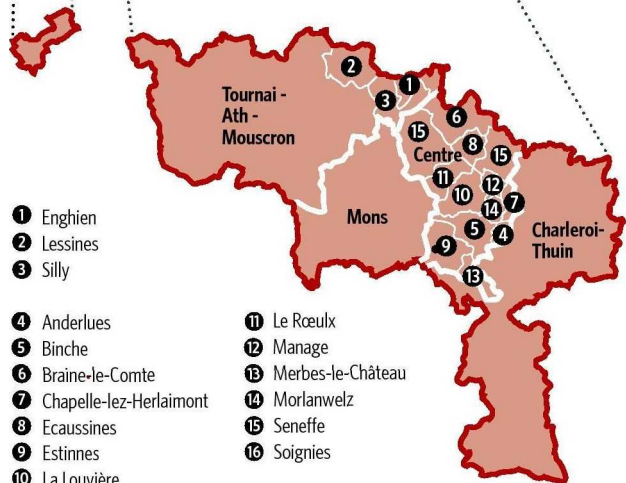 2
1
3
Tournai -
Ath -
Mouscron
6
15
8
Centre
15
11
12
10
7
14
Mons
5
4
Charleroi-
Thuin
9
13
1 Enghien
2 Lessines
3 Silly
4 Anderlues
5 Binche
6 Braine-le-Comte
7 Chapelle-lez-Herlaimont
8 Ecaussines
9 Estinnes
10 La Louvière
11 Le Rœulx
12 Manage
13 Merbes-le-Château
14 Morlanwelz
15 Seneffe
16 Soignies